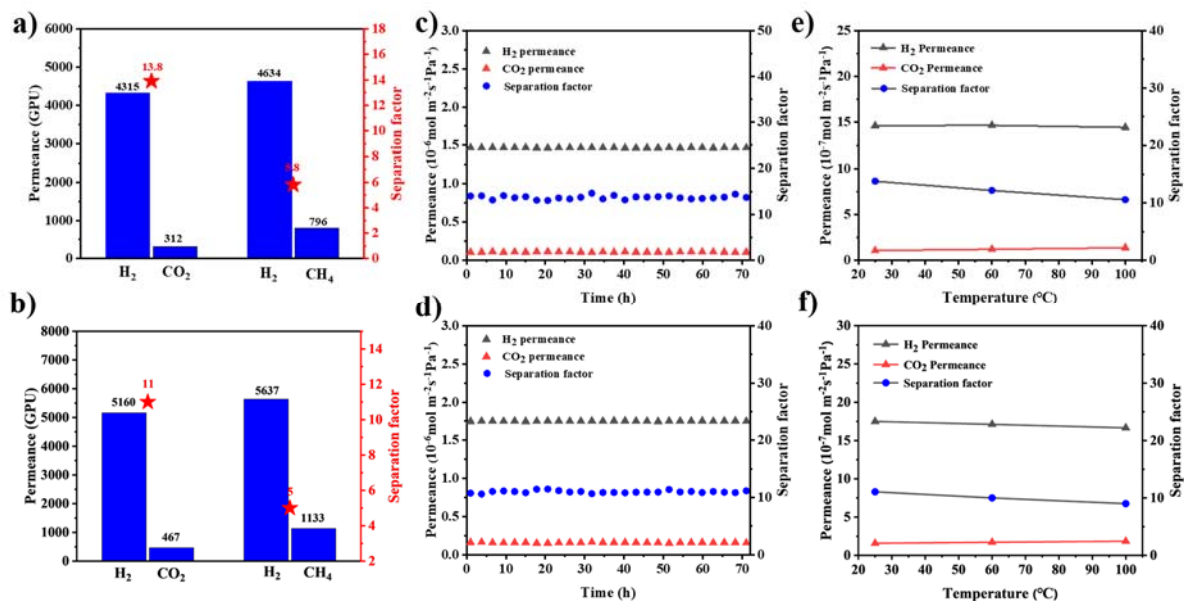 a)
6000
5000
4000
3000
2000
1000
0
Permeance (GPU)
4315
13.8
312
4634
5.8
796
H₂
CO₂
H₂
CH₄
18
16
14
12
10
8
6
4
2
0
Separation factor
c)
3.0
2.5
2.0
1.5
1.0
0.5
0.0
Permeance (10⁻⁶mol m⁻²s⁻¹Pa⁻¹)
H₂ permeance
CO₂ permeance
Separation factor
50
40
30
20
10
0
Separation factor
0 10 20 30 40 50 60 70
Time (h)
e)
25
20
15
10
5
0
Permeance (10⁻⁷mol m⁻²s⁻¹Pa⁻¹)
H₂ Permeance
CO₂ Permeance
Separation factor
40
30
20
10
0
Separation factor
20 30 40 50 60 70 80 90 100
Temperature (°C)
b)
8000
7000
6000
5000
4000
3000
2000
1000
0
Permeance (GPU)
5160
11
467
5637
5
1133
H₂
CO₂
H₂
CH₄
14
12
10
8
6
4
2
Separation factor
d)
3.0
2.5
2.0
1.5
1.0
0.5
0.0
Permeance (10⁻⁶mol m⁻²s⁻¹Pa⁻¹)
H₂ permeance
CO₂ permeance
Separation factor
40
30
20
10
0
Separation factor
0 10 20 30 40 50 60 70
Time (h)
f)
30
25
20
15
10
5
0
Permeance (10⁻⁷mol m⁻²s⁻¹Pa⁻¹)
H₂ Permeance
CO₂ Permeance
Separation factor
40
30
20
10
0
Separation factor
20 30 40 50 60 70 80 90 100
Temperature (°C)